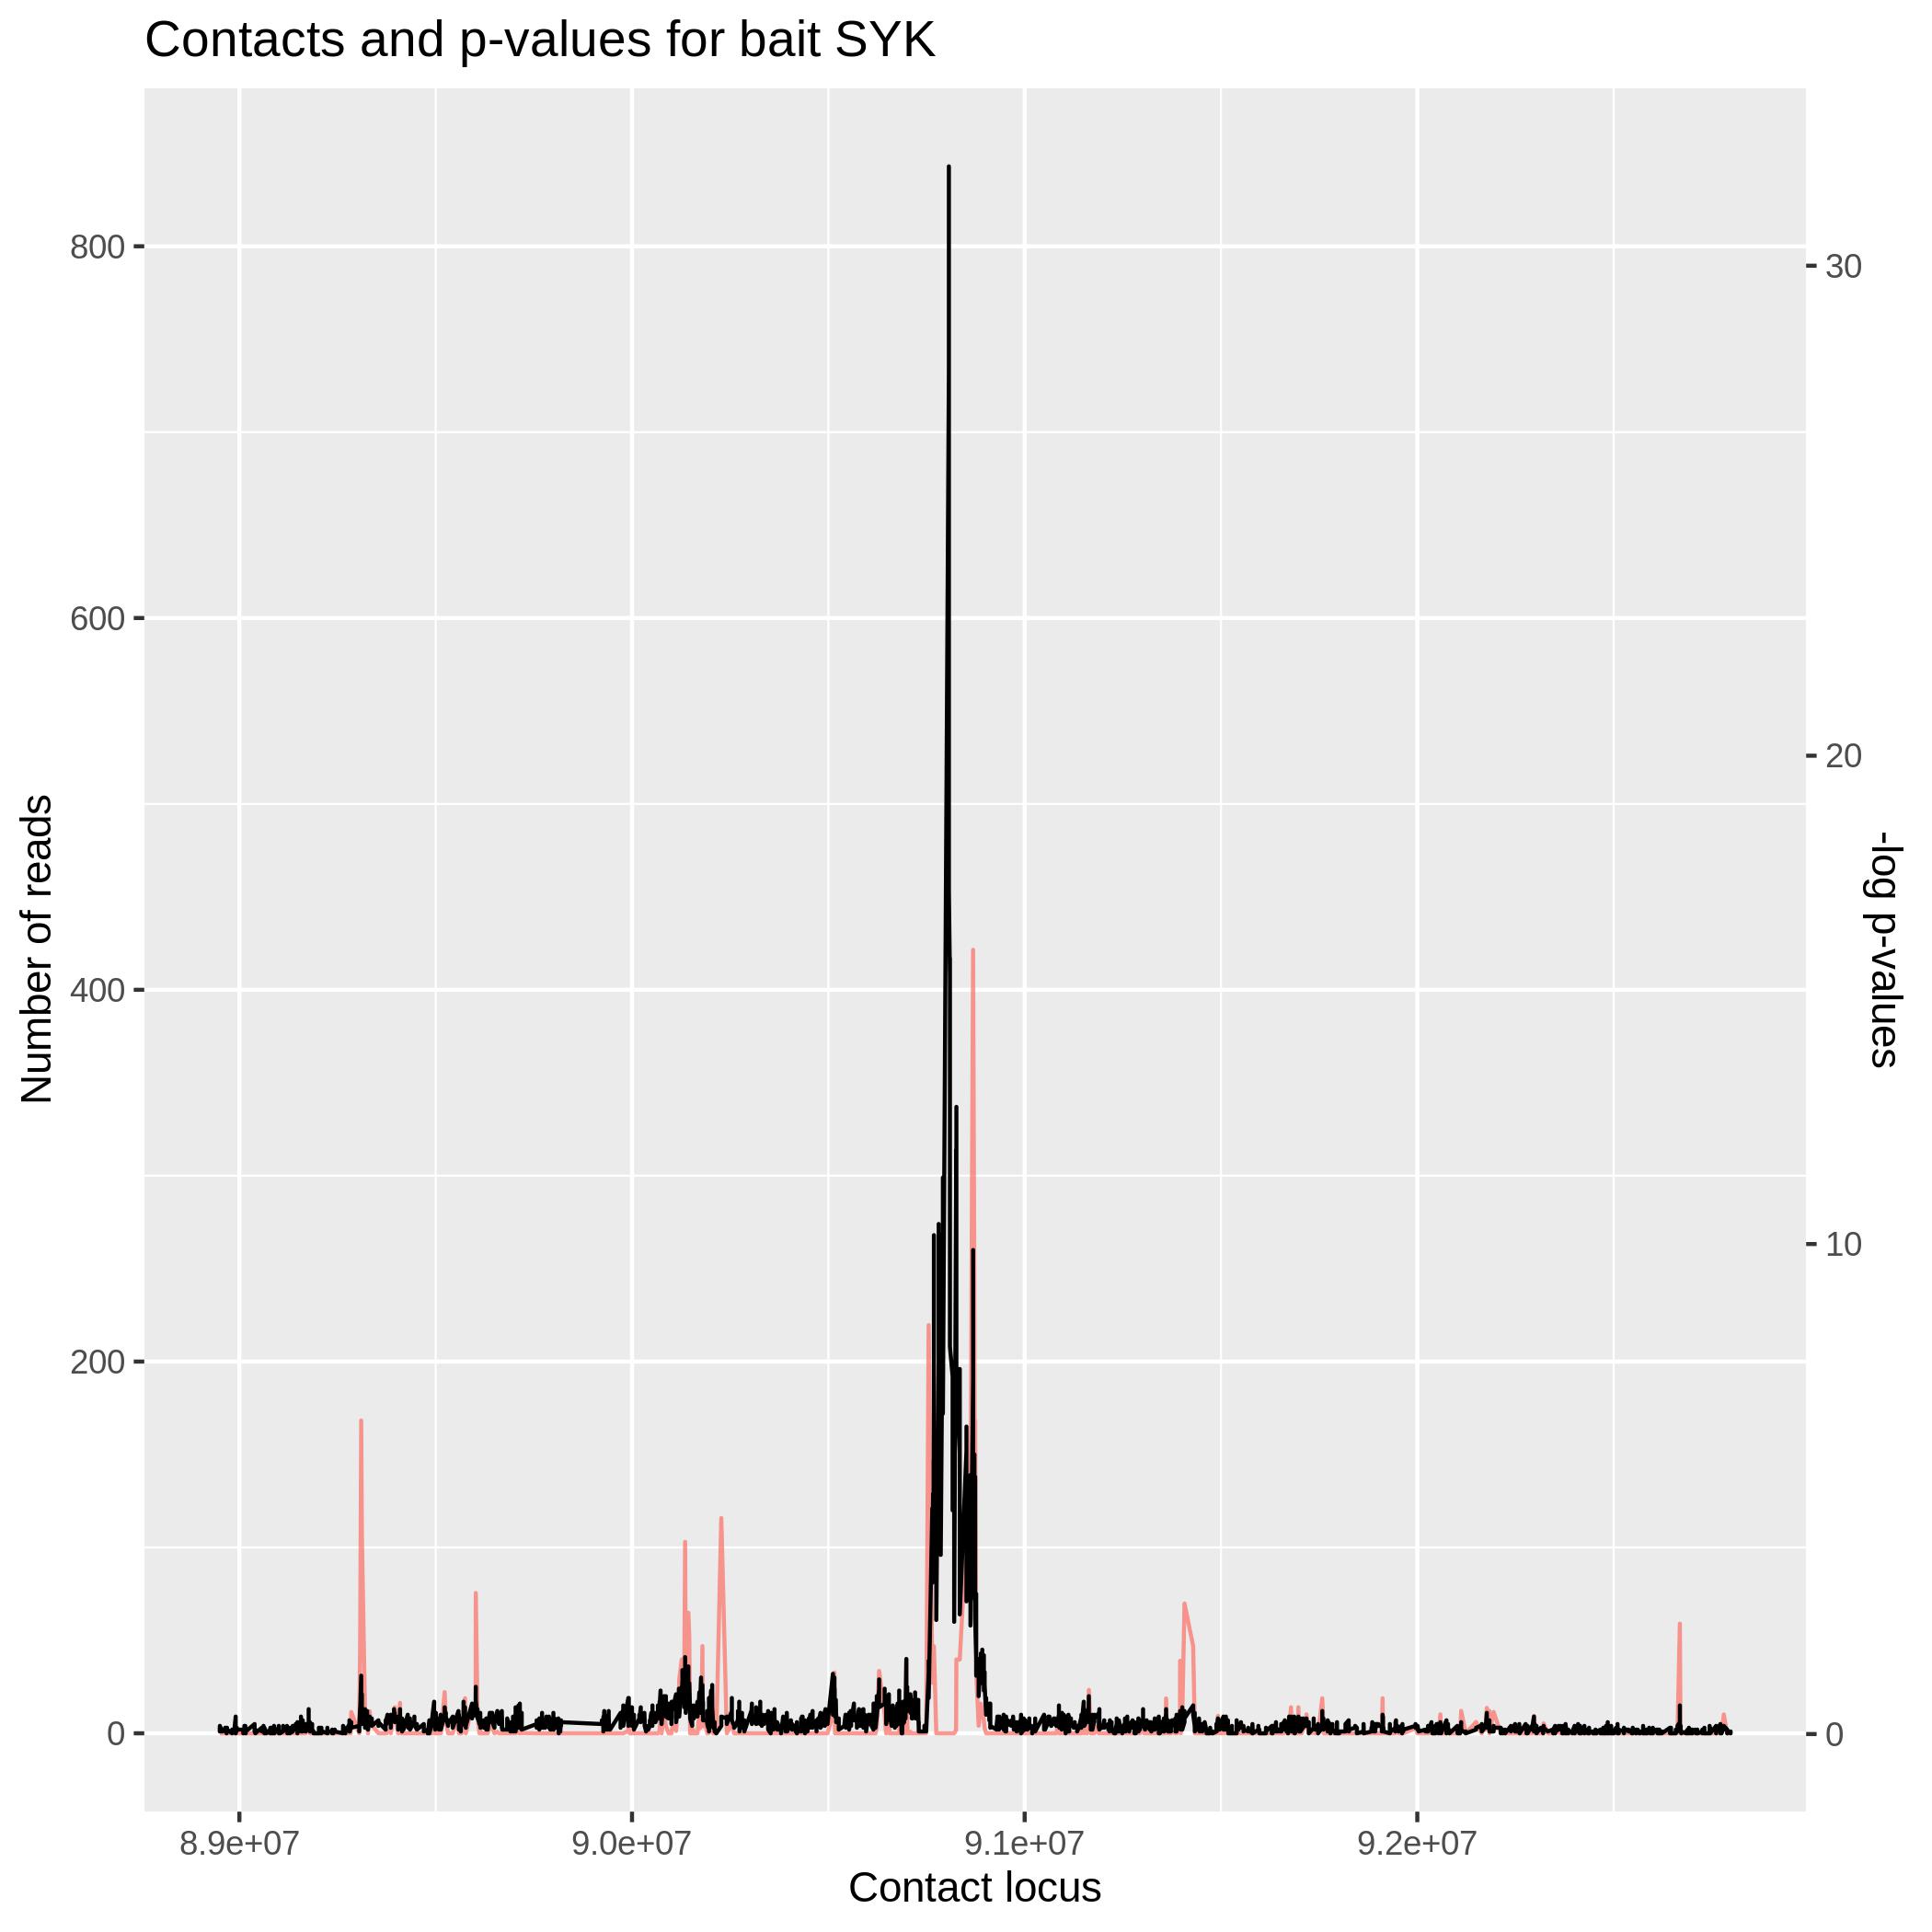 Contacts and p-values for bait SYK
800
600
400
200
0
30
20
10
0
Number of reads
-log p-values
8.9e+07
9.0e+07
9.1e+07
9.2e+07
Contact locus